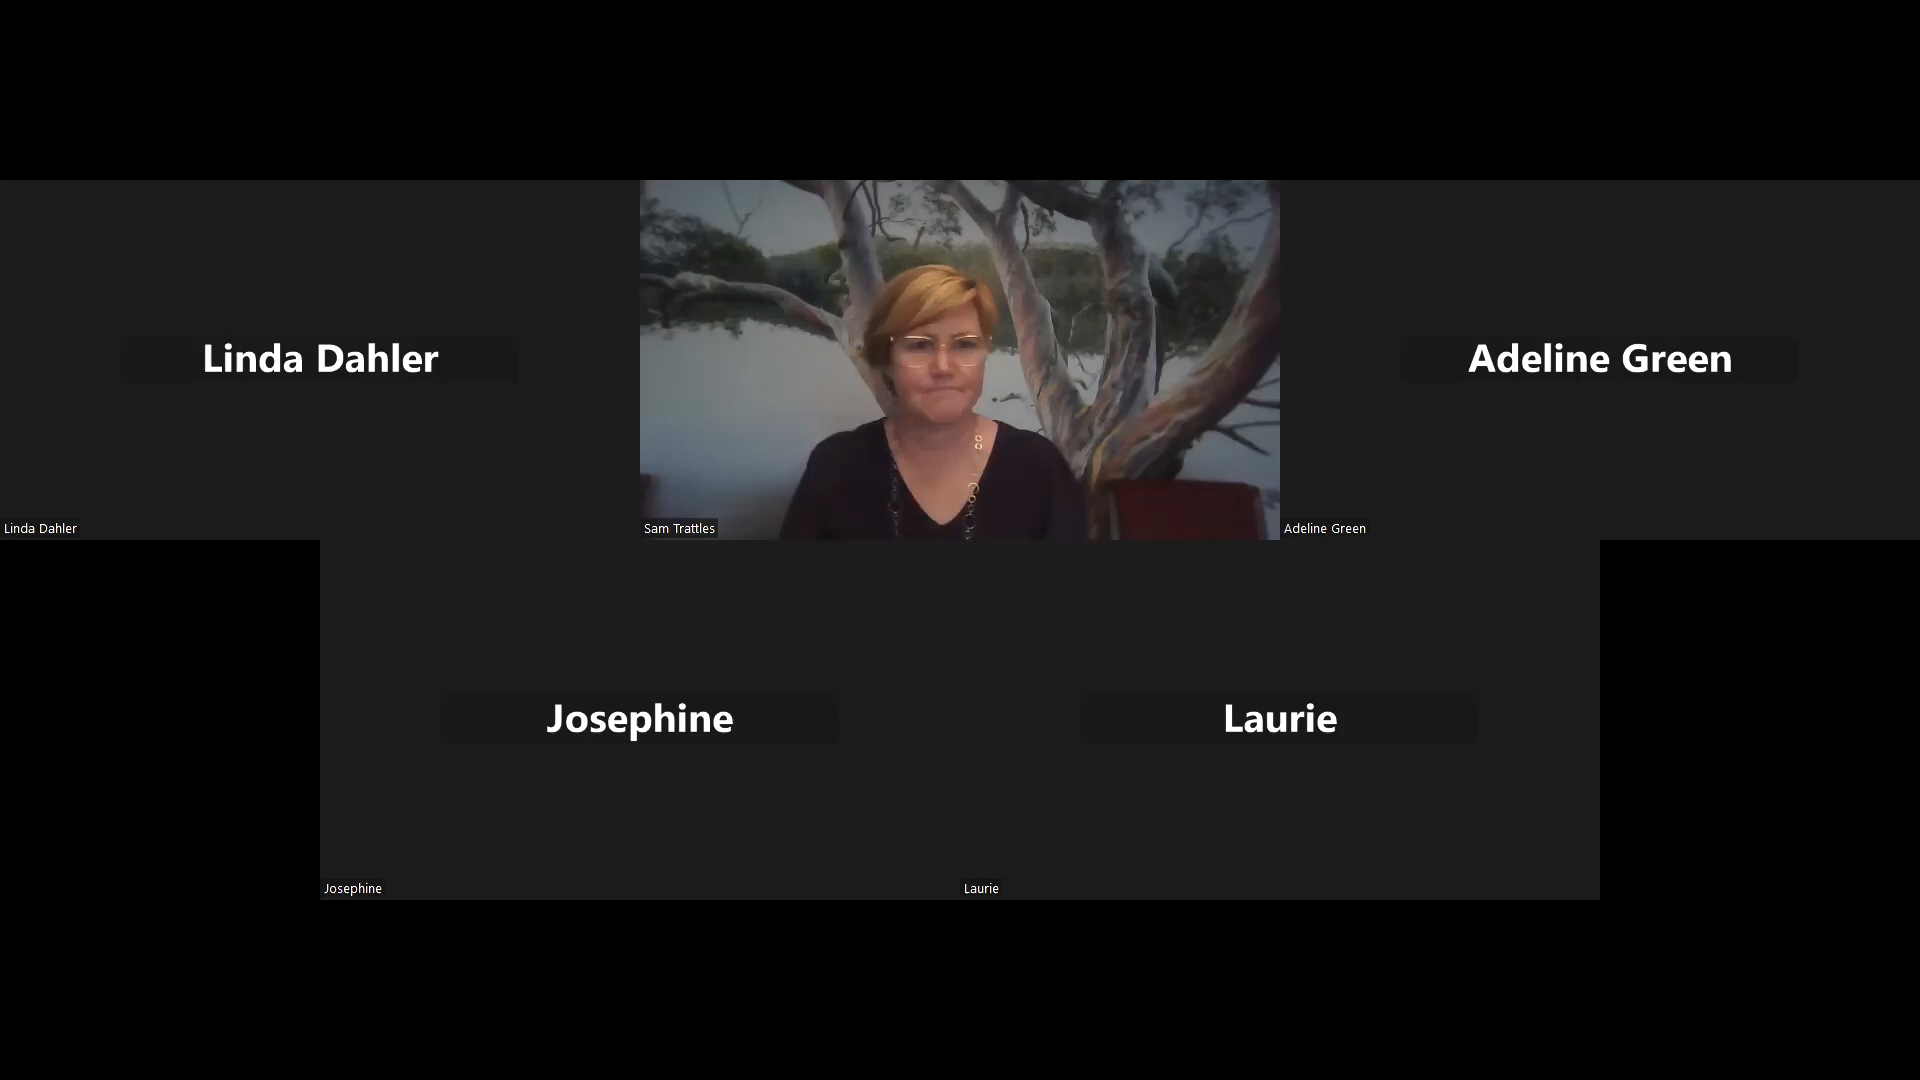 Linda Dahler
Adeline Green
Linda Dahler
Sam Trattles
Adeline Green
Josephine
Laurie
Josephine
Laurie